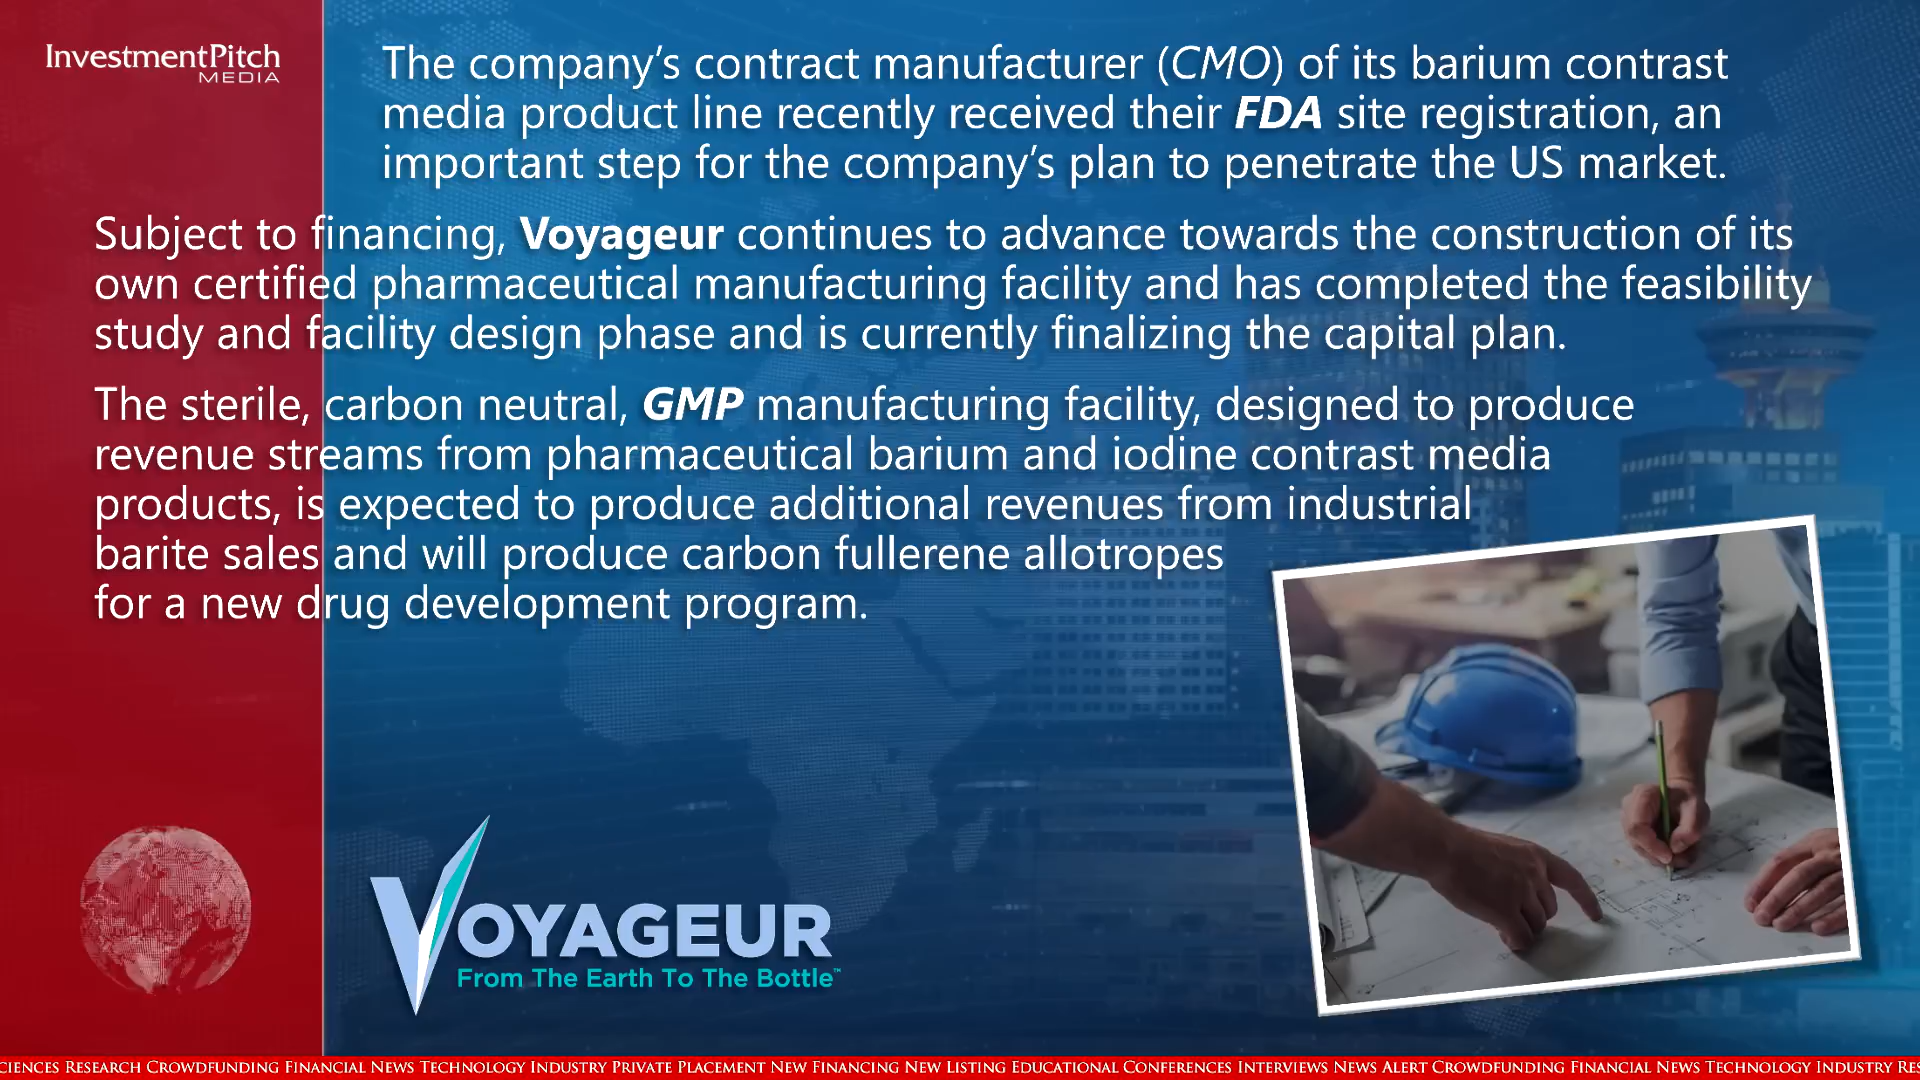 InvestmentPitch
MEDIA
The company's contract manufacturer (CMO) of its barium contrast
media product line recently received their FDA site registration, an
important step for the company's plan to penetrate the US market.
Subject to financing, Voyageur continues to advance towards the construction of its
own certified pharmaceutical manufacturing facility and has completed the feasibility
study and facility design phase and is currently finalizing the capital plan.
The sterile, carbon neutral, GMP manufacturing facility, designed to produce
revenue streams from pharmaceutical barium and iodine contrast media
products, is expected to produce additional revenues from industrial
barite sales and will produce carbon fullerene allotropes
for a new drug development program.
VOYAGEUR
From The Earth To The Bottle™
CIENCES RESEARCH CROWDFUNDING FINANCIAL NEWS TECHNOLOGY INDUSTRY PRIVATE PLACEMENT NEW FINANCING NEW LISTING EDUCATIONAL CONFERENCES INTERVIEWS NEWS ALERT CROWDFUNDING FINANCIAL NEWS TECHNOLOGY INDUSTRY RES